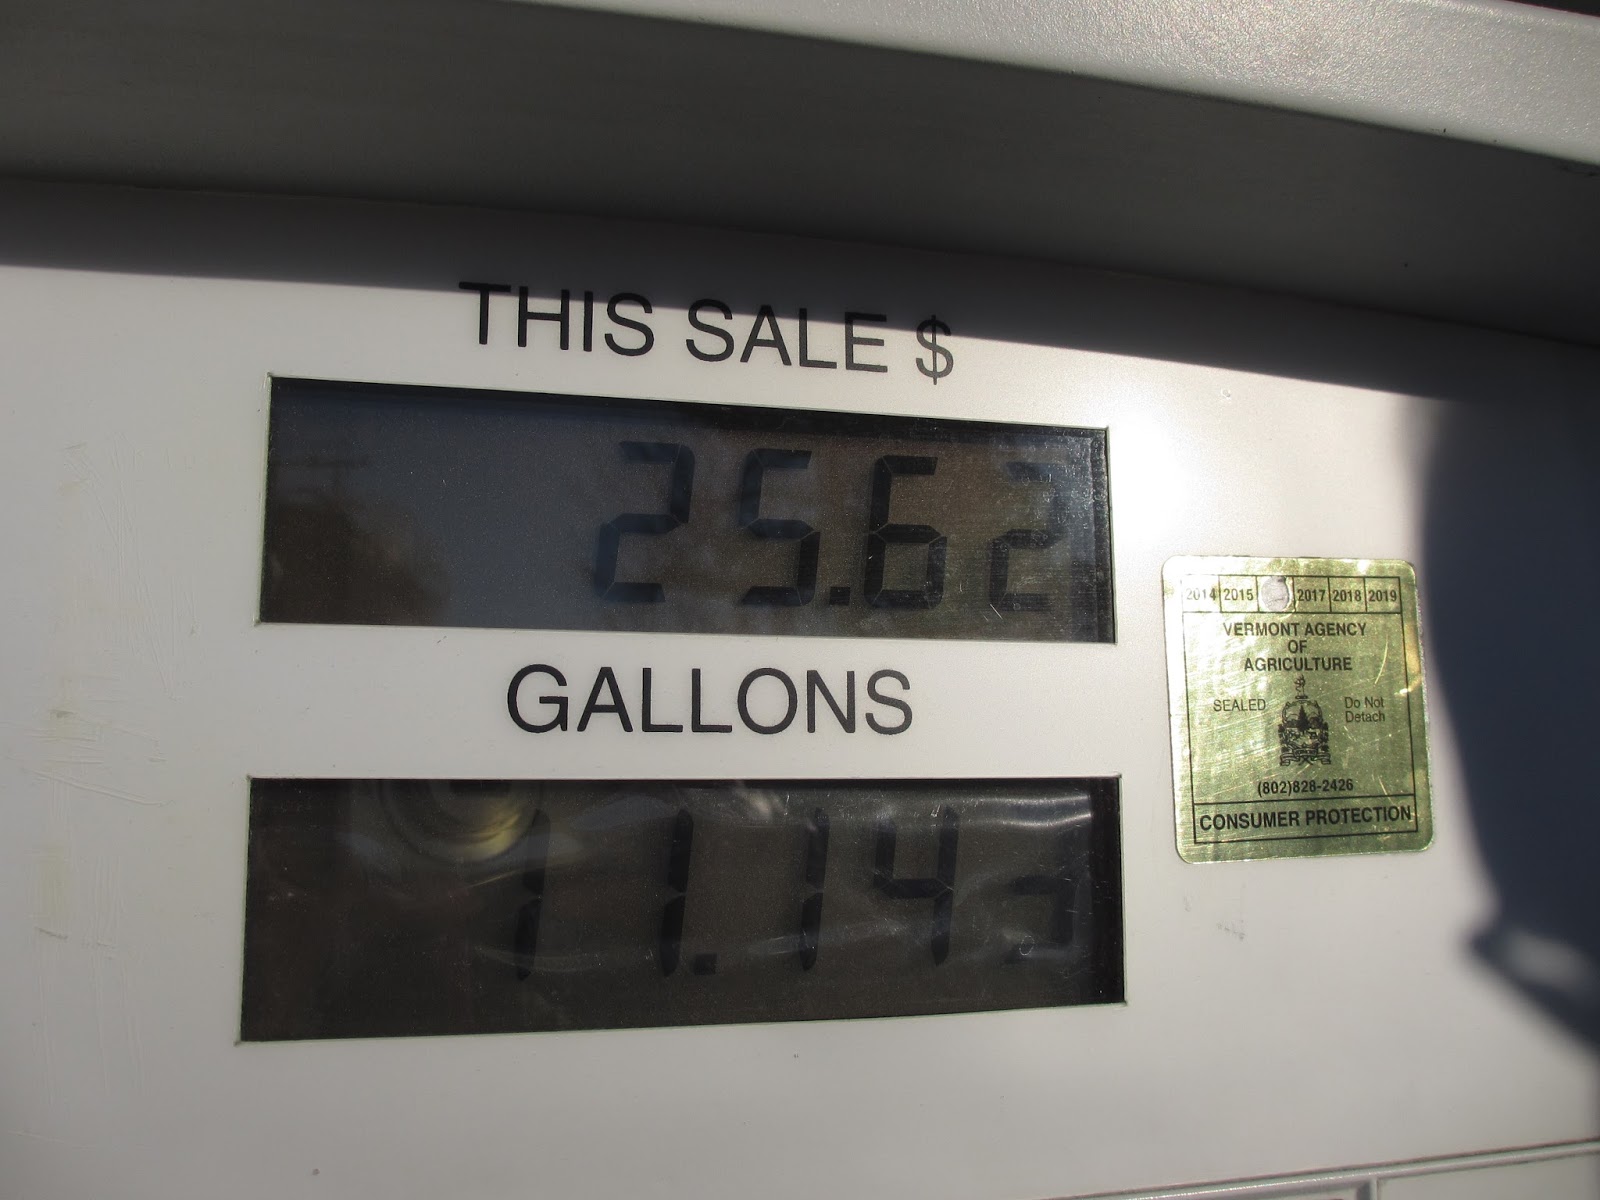 THIS SALE $
25.62
GALLONS
11.143
2014 2015 2017 2018 2019
VERMONT AGENCY
OF
AGRICULTURE
SEALED
Do Not
Detach
(802)828-2426
CONSUMER PROTECTION